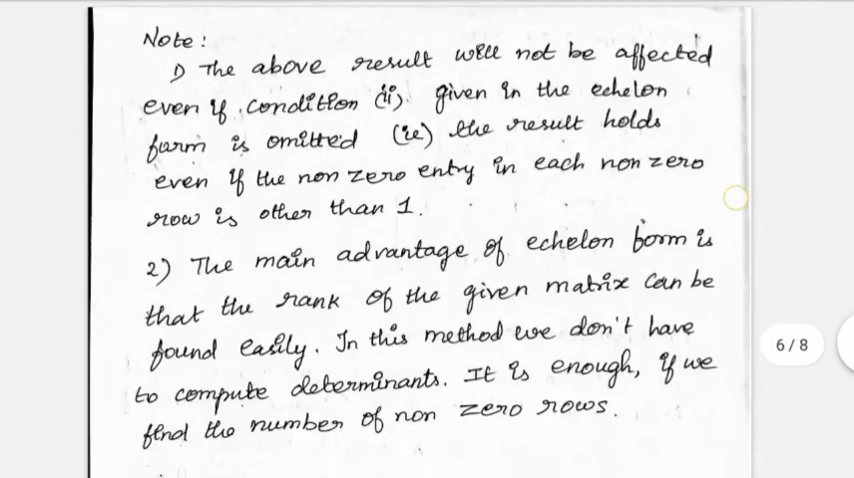 Note :
1) The above result will not be affected
even if condition (ii) given in the echelon
form is omitted (ie) the result holds
even if the non zero entry in each non zero
row is other than 1.
2) The main advantage of echelon form is
that the rank of the given matrix can be
found easily. In this method we don't have
to compute determinants. It is enough, if we
find the number of non zero rows.
6 / 8